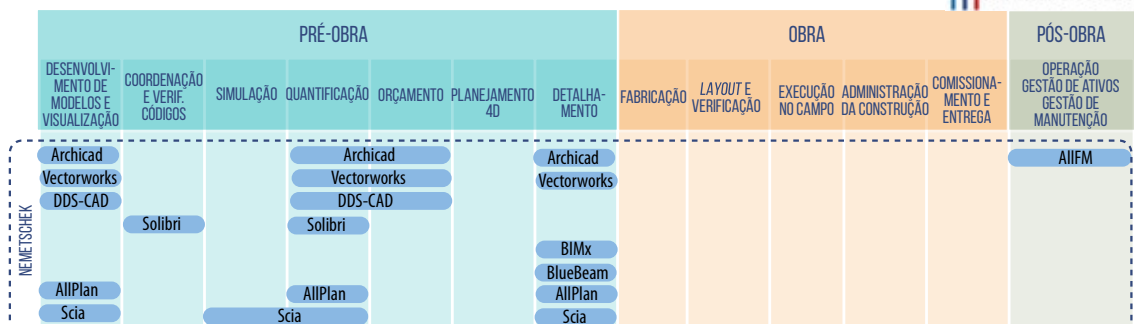 PRÉ-OBRA
OBRA
PÓS-OBRA
DESENVOLVI-
MENTO DE
MODELOS E
VISUALIZAÇÃO
COORDENAÇÃO
E VERIF.
CÓDIGOS
SIMULAÇÃO
QUANTIFICAÇÃO
ORÇAMENTO
PLANEJAMENTO
4D
DETALHA-
MENTO
FABRICAÇÃO
LAYOUT E
VERIFICAÇÃO
EXECUÇÃO
NO CAMPO
ADMINISTRAÇÃO
DA CONSTRUÇÃO
COMISSIONA-
MENTO E
ENTREGA
OPERAÇÃO
GESTÃO DE ATIVOS
GESTÃO DE
MANUTENÇÃO
NEMETSCHEK
Archicad
Archicad
Archicad
AllFM
Vectorworks
Vectorworks
Vectorworks
DDS-CAD
DDS-CAD
Solibri
Solibri
BIMx
BlueBeam
AllPlan
AllPlan
AllPlan
Scia
Scia
Scia